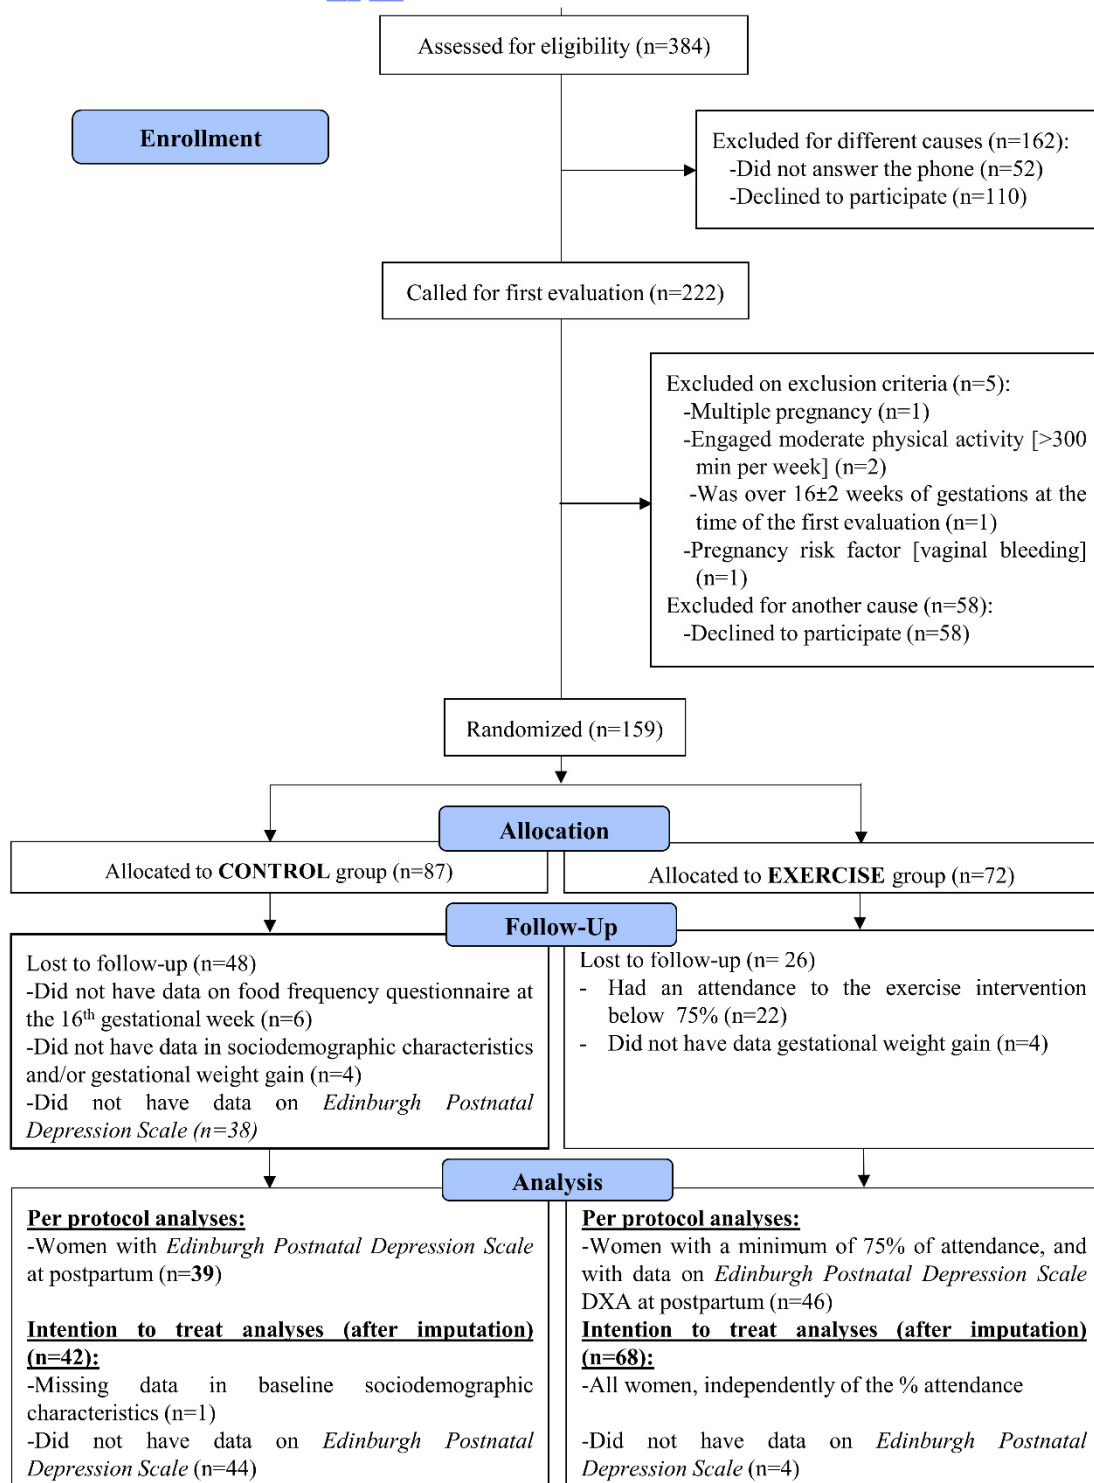 Assessed for eligibility (n=384)
Enrollment
Excluded for different causes (n=162):
-Did not answer the phone (n=52)
-Declined to participate (n=110)
Called for first evaluation (n=222)
Excluded on exclusion criteria (n=5):
-Multiple pregnancy (n=1)
-Engaged moderate physical activity [>300
min per week] (n=2)
-Was over 16±2 weeks of gestations at the
time of the first evaluation (n=1)
-Pregnancy risk factor [vaginal bleeding]
(n=1)
Excluded for another cause (n=58):
-Declined to participate (n=58)
Randomized (n=159)
Allocation
Allocated to CONTROL group (n=87)
Allocated to EXERCISE group (n=72)
Follow-Up
Lost to follow-up (n=48)
-Did not have data on food frequency questionnaire at
the 16th gestational week (n=6)
-Did not have data in sociodemographic characteristics
and/or gestational weight gain (n=4)
-Did not have data on Edinburgh Postnatal
Depression Scale (n=38)
Lost to follow-up (n= 26)
- Had an attendance to the exercise intervention
below 75% (n=22)
- Did not have data gestational weight gain (n=4)
Analysis
Per protocol analyses:
-Women with Edinburgh Postnatal Depression Scale
at postpartum (n=39)
Intention to treat analyses (after imputation)
(n=42):
-Missing data in baseline sociodemographic
characteristics (n=1)
-Did not have data on Edinburgh Postnatal
Depression Scale (n=44)
Per protocol analyses:
-Women with a minimum of 75% of attendance, and
with data on Edinburgh Postnatal Depression Scale
DXA at postpartum (n=46)
Intention to treat analyses (after imputation)
(n=68):
-All women, independently of the % attendance
-Did not have data on Edinburgh Postnatal
Depression Scale (n=4)